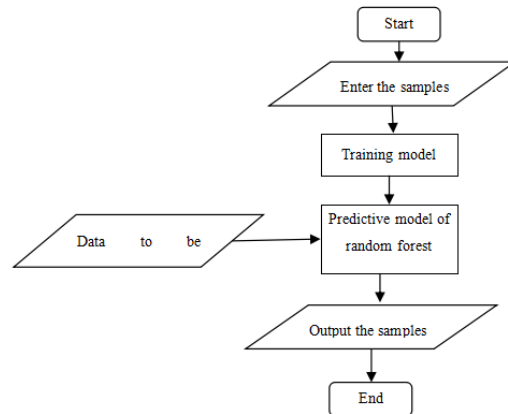 Start
Enter the samples
Training model
Predictive model of
random forest
Data to be
Output the samples
End